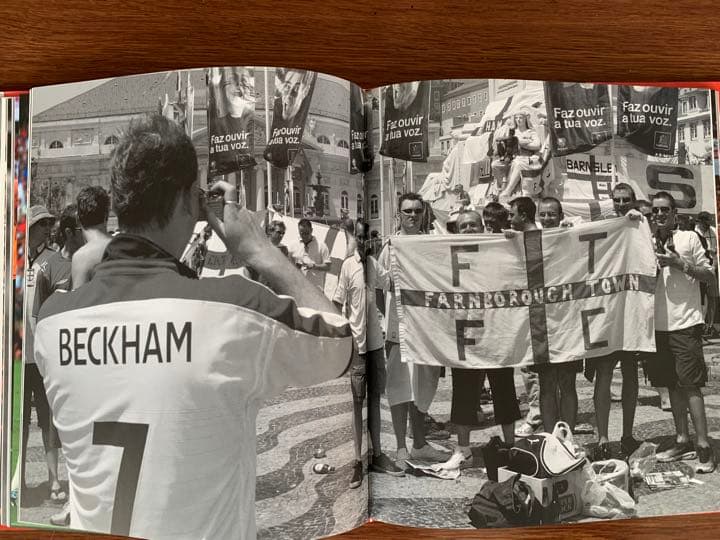 Faz ouvir
a tua voz.
Faz ouvir
a tua voz.
Faz ouvir
a tua voz.
Faz ouvir
a tua voz.
BARNSLEY
S
BECKHAM
7
F T
FARNBOROUGH TOWN
F C